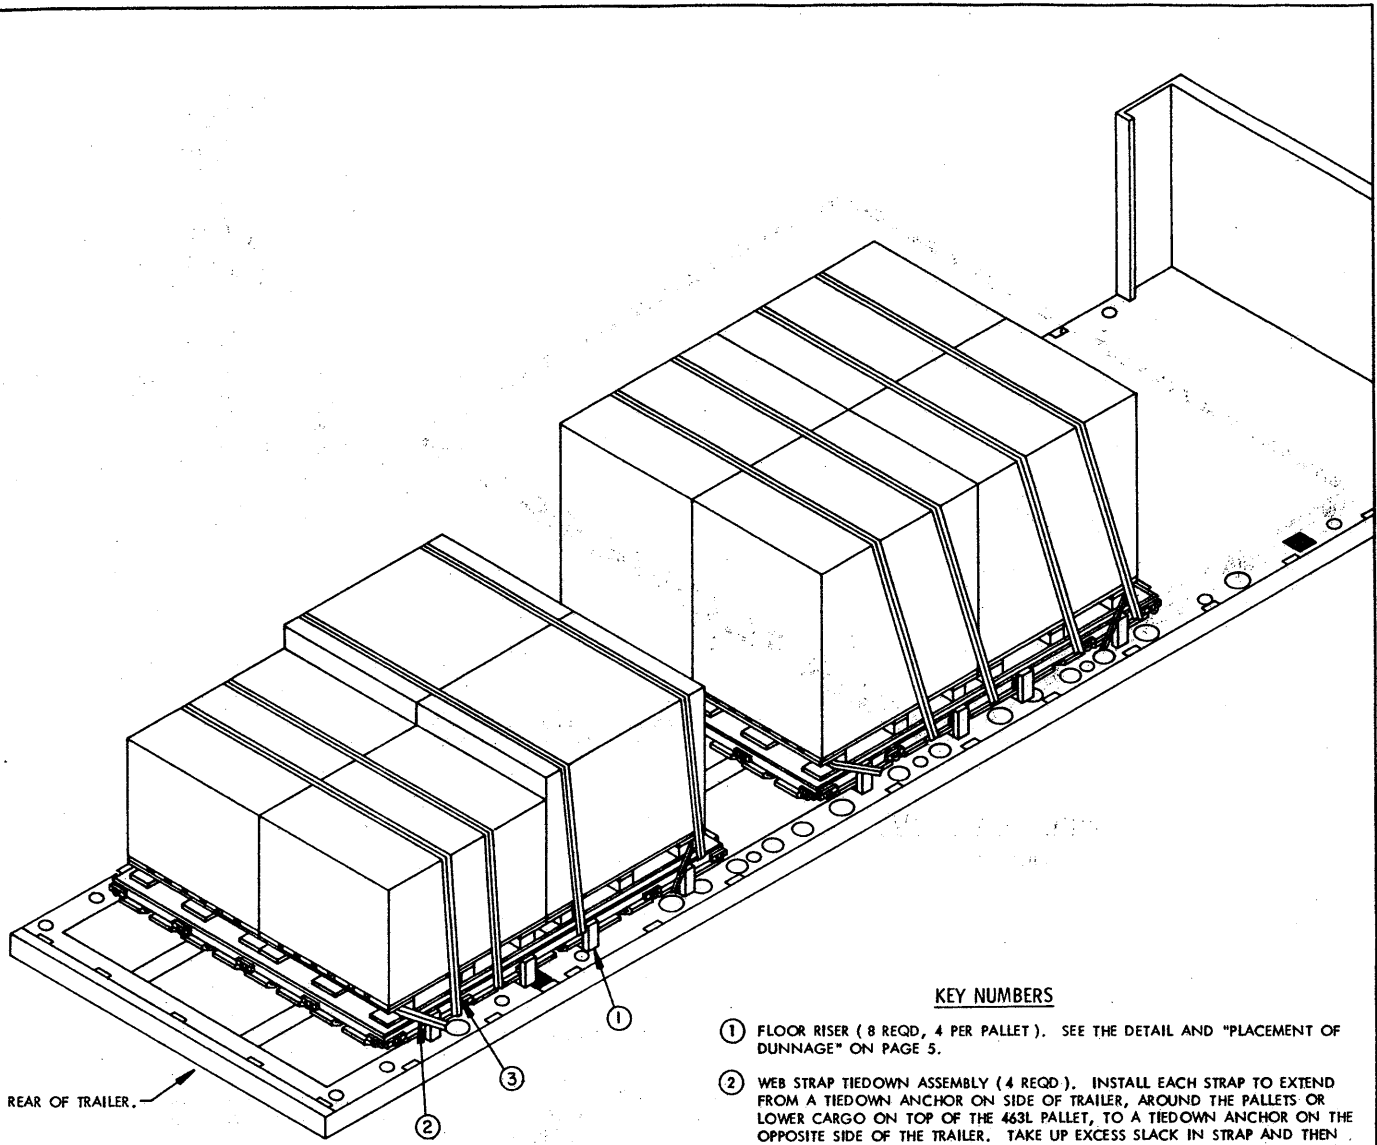 KEY NUMBERS
① FLOOR RISER ( 8 REQD, 4 PER PALLET ). SEE THE DETAIL AND "PLACEMENT OF
DUNNAGE" ON PAGE 5.
② WEB STRAP TIEDOWN ASSEMBLY ( 4 REQD ). INSTALL EACH STRAP TO EXTEND
FROM A TIEDOWN ANCHOR ON SIDE OF TRAILER, AROUND THE PALLETS OR
LOWER CARGO ON TOP OF THE 463L PALLET, TO A TIEDOWN ANCHOR ON THE
OPPOSITE SIDE OF THE TRAILER. TAKE UP EXCESS SLACK IN STRAP AND THEN
①
③
②
REAR OF TRAILER.